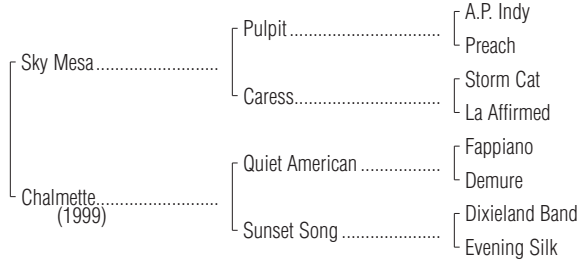 A.P. Indy
Pulpit........................................
Preach
Sky Mesa................................
Storm Cat
Caress.......................................
La Affirmed
Fappiano
Quiet American .....................
Demure
Chalmette................................
(1999)
Dixieland Band
Sunset Song ..........................
Evening Silk